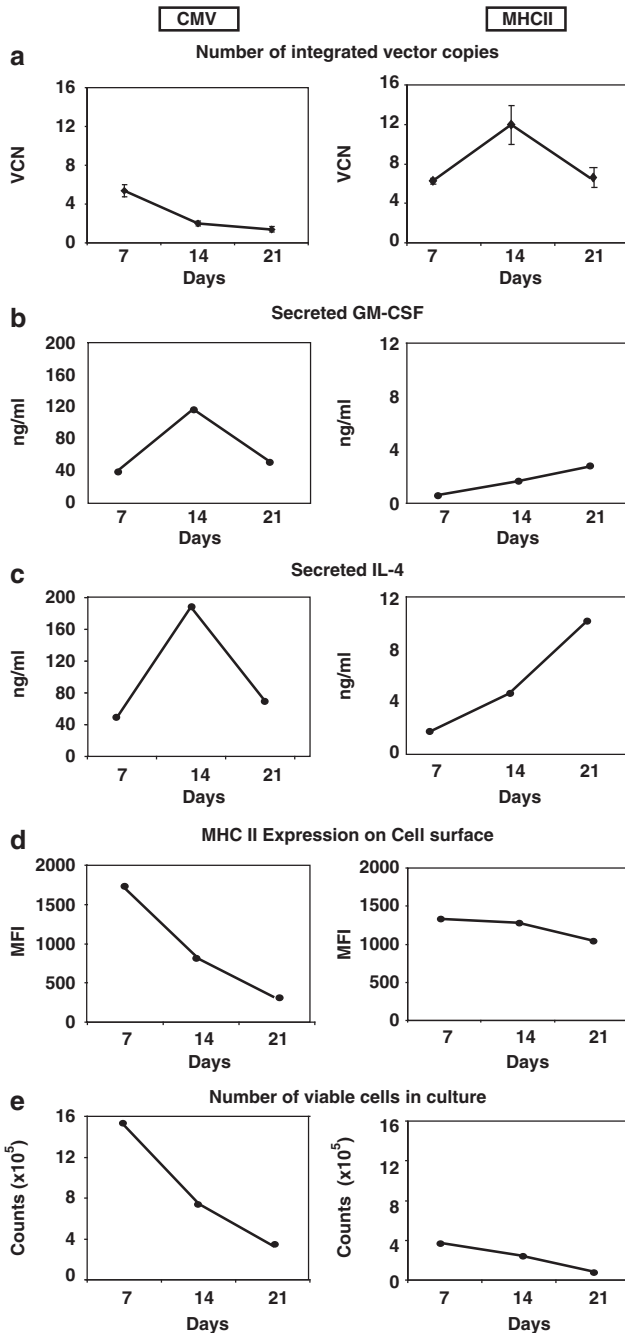 CMV MHCII
a Number of integrated vector copies
16 16
12 12
VCN VCN
8 8
4 4
0 0
7 14 21 7 14 21
Days Days
b Secreted GM-CSF
200 12
160
ng/ml 120 ng/ml 8
80
40 4
0 0
7 14 21 7 14 21
Days Days
c Secreted IL-4
200 12
160
ng/ml 120 ng/ml 8
80
40 4
0 0
7 14 21 7 14 21
Days Days
d MHC II Expression on Cell surface
2000 2000
1500 1500
MFI 1000 MFI 1000
500 500
0 0
7 14 21 7 14 21
Days Days
e Number of viable cells in culture
16 16
12 12
Counts (x10⁵) 8 Counts (x10⁵) 8
4 4
0 0
7 14 21 7 14 21
Days Days